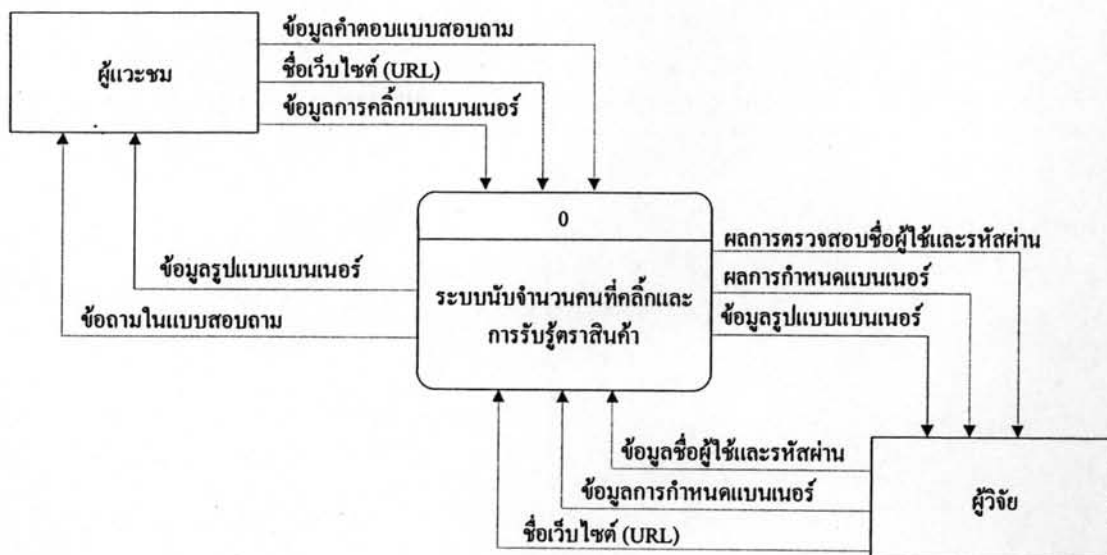 ข้อมูลคำตอบแบบสอบถาม
ผู้แวะชม
ชื่อเว็บไซต์ (URL)
ข้อมูลการคลิ้กบนแบนเนอร์
0
ผลการตรวจสอบชื่อผู้ใช้และรหัสผ่าน
ข้อมูลรูปแบบแบนเนอร์
ระบบนับจำนวนคนที่คลิ้กและ
การรับรู้ตราสินค้า
ผลการกำหนดแบนเนอร์
ข้อถามในแบบสอบถาม
ข้อมูลรูปแบบแบนเนอร์
ข้อมูลชื่อผู้ใช้และรหัสผ่าน
ผู้วิจัย
ข้อมูลการกำหนดแบนเนอร์
ชื่อเว็บไซต์ (URL)